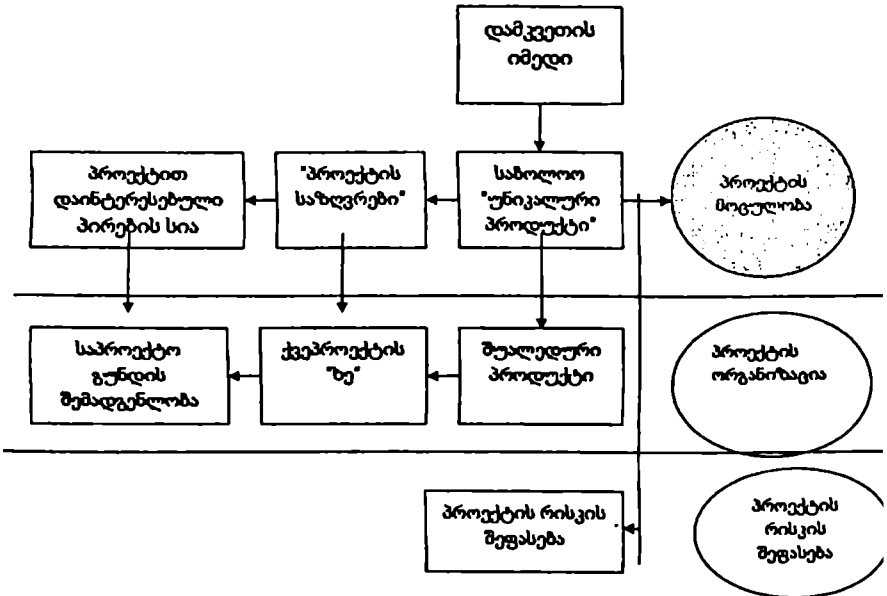 დამკვეთის
იმედი
პროექტით
დაინტერესებული
პირების სია
"პროექტის
საზღვრები"
საბოლოო
"უნიკალური
პროდუქტი"
პროექტის
მოცულობა
საპროექტო
გუნდის
შემადგენლობა
ქვეპროექტის
"ხე"
შუალედური
პროდუქტი
პროექტის
ორგანიზაცია
პროექტის რისკის
შეფასება
პროექტის
რისკის
შეფასება